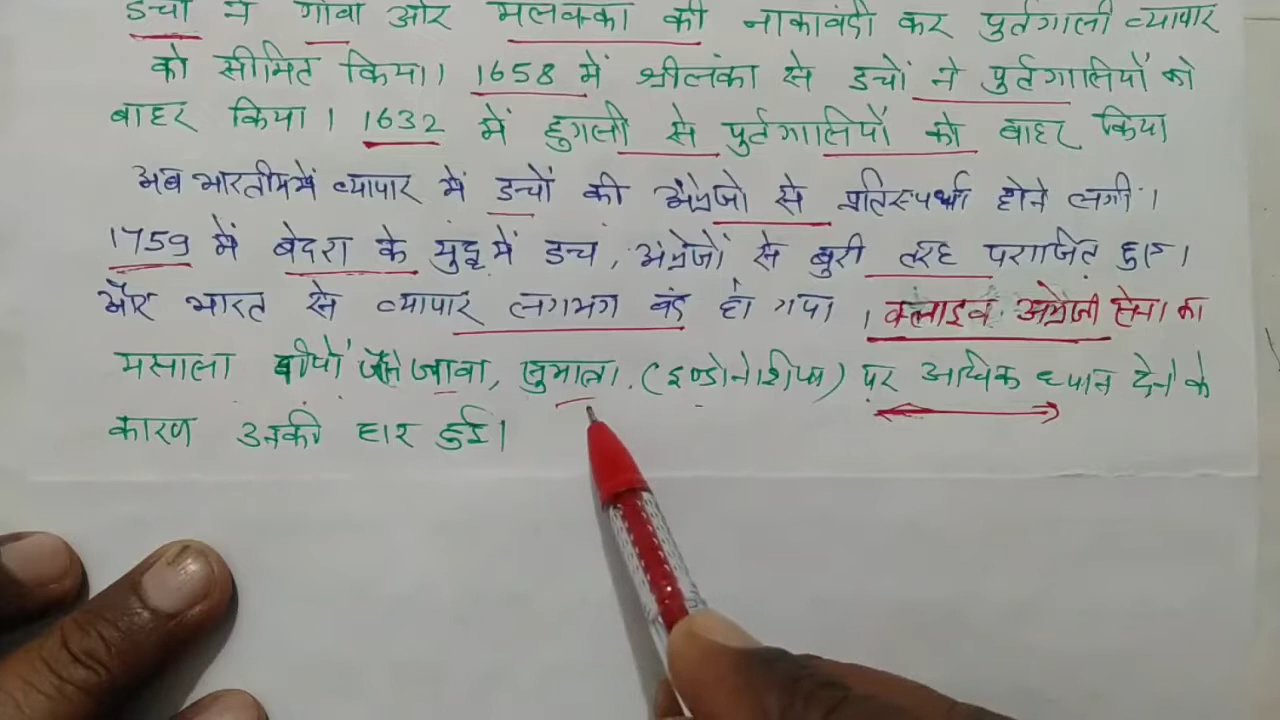 डचों ने गोवा और मलक्का की नाकावंदी कर पुर्तगाली व्यापार
को सीमित किया। 1658 में श्रीलंका से डचों ने पुर्तगालियों को
बाहर किया। 1632 में हुगली से पुर्तगालियों को बाहर किया
अब भारतीय में व्यापार में डचों की अंग्रेजो से प्रतिस्पर्धा होने लगी।
1759 में बेदरा के युद्ध में डच, अंग्रेजों से बुरी तरह पराजित हुए।
और भारत से व्यापार लगभग बंद हो गया। क्लाइव अंग्रेजी सेना का
मसाला द्वीपों जैसे जावा, सुमात्रा. (इण्डोनेशिया) पर अधिक ध्यान देने के
कारण उनकी हार हुई।